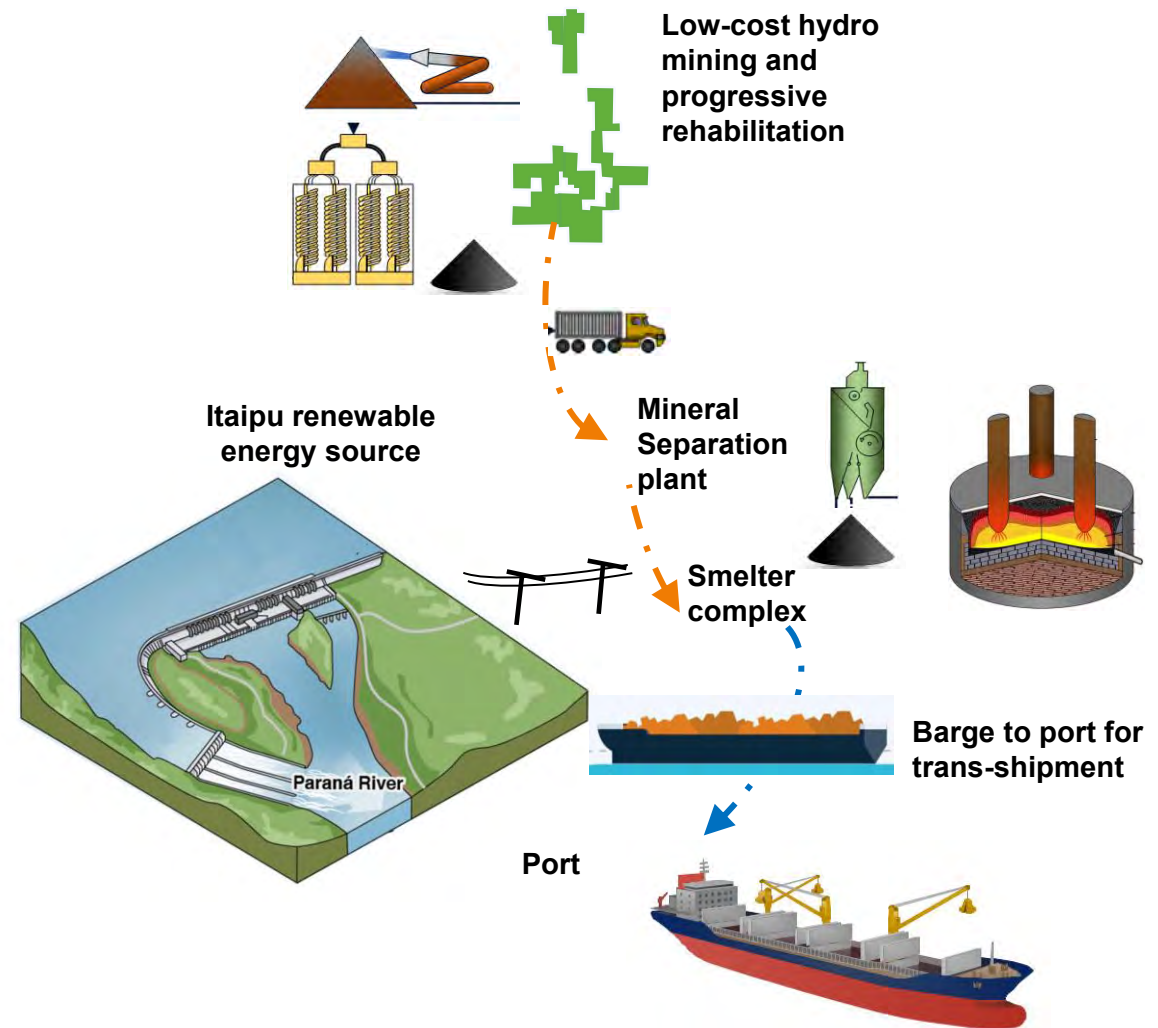 Low-cost hydro
mining and
progressive
rehabilitation
Itaipu renewable
energy source
Mineral
Separation
plant
Smelter
complex
Paraná River
Barge to port for
trans-shipment
Port